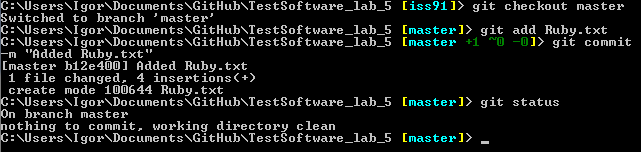 C:\Users\Igor\Documents\GitHub\TestSoftware_lab_5 [iss91]> git checkout master
Switched to branch 'master'
C:\Users\Igor\Documents\GitHub\TestSoftware_lab_5 [master]> git add Ruby.txt
C:\Users\Igor\Documents\GitHub\TestSoftware_lab_5 [master +1 ~0 -0]> git commit
-m "Added Ruby.txt"
[master b12e400] Added Ruby.txt
1 file changed, 4 insertions(+)
create mode 100644 Ruby.txt
C:\Users\Igor\Documents\GitHub\TestSoftware_lab_5 [master]> git status
On branch master
nothing to commit, working directory clean
C:\Users\Igor\Documents\GitHub\TestSoftware_lab_5 [master]> _